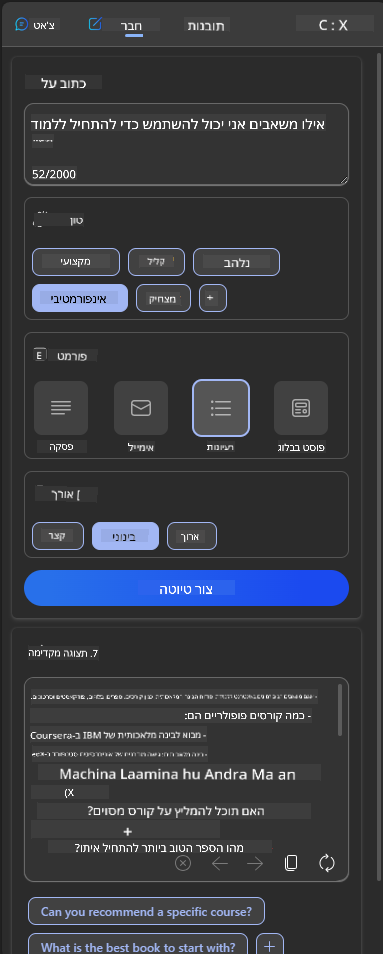 צ'אט חבר תובנות C : X
כתוב על
אילו משאבים אני יכול להשתמש כדי להתחיל ללמוד
52/2000
טון
מקצועי קליל נלהב
אינפורמטיבי מצחיק +
E פורמט
פסקה אימייל רעיונות פוסט בבלוג
[ אורך
קצר בינוני ארוך
צור טיוטה
7. תצוגה מקדימה
- כמה קורסים פופולריים הם:
- מבוא לבינה מלאכותית של IBM ב-Coursera
Machina Laamina hu Andra Ma an
(X
האם תוכל להמליץ על קורס מסוים?
+
מהו הספר הטוב ביותר להתחיל איתו?
Can you recommend a specific course?
What is the best book to start with? +